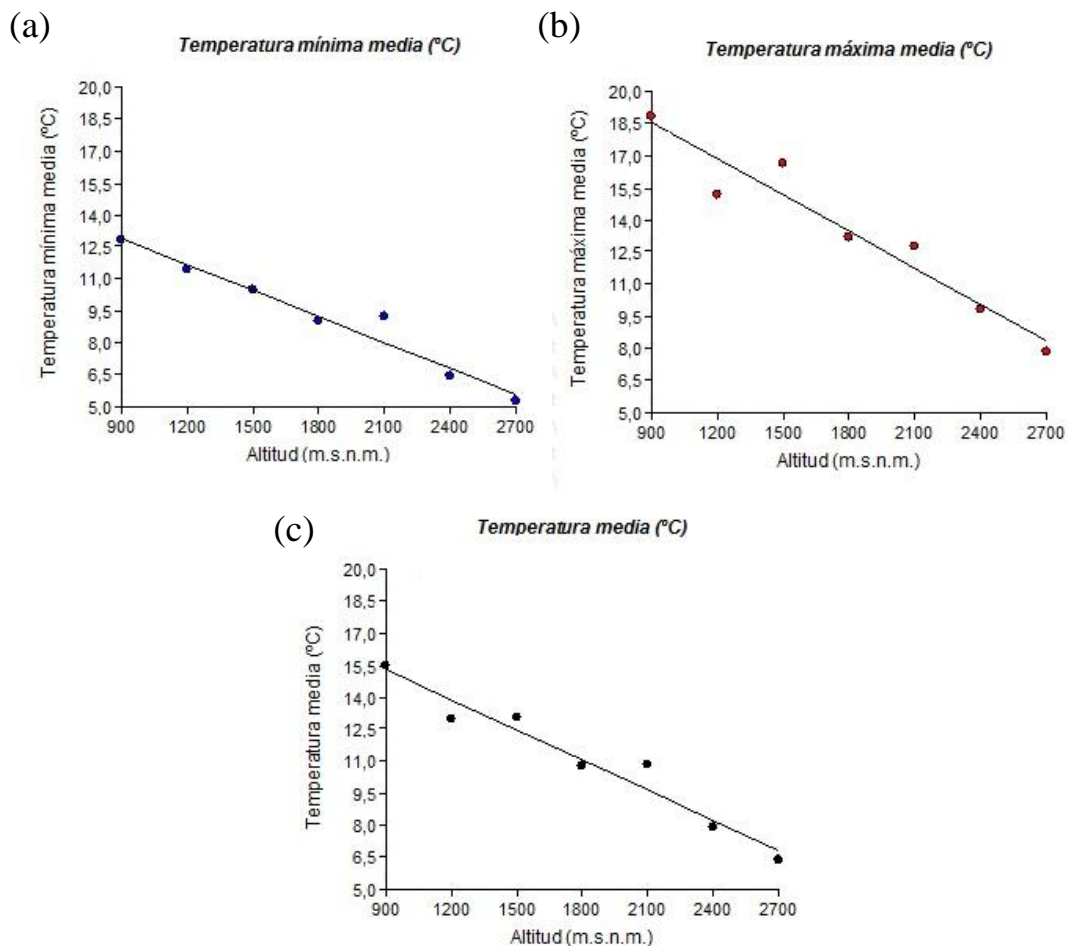 (a)
Temperatura mínima media (ºC)
Temperatura mínima media (ºC)
20,0
18,5
17,0
15,5
14,0
12,5
11,0
9,5
8,0
6,5
5,0
900 1200 1500 1800 2100 2400 2700
Altitud (m.s.n.m.)
(b)
Temperatura máxima media (ºC)
Temperatura máxima media (ºC)
20,0
18,5
17,0
15,5
14,0
12,5
11,0
9,5
8,0
6,5
5,0
900 1200 1500 1800 2100 2400 2700
Altitud (m.s.n.m.)
(c)
Temperatura media (ºC)
Temperatura media (ºC)
20,0
18,5
17,0
15,5
14,0
12,5
11,0
9,5
8,0
6,5
5,0
900 1200 1500 1800 2100 2400 2700
Altitud (m.s.n.m.)